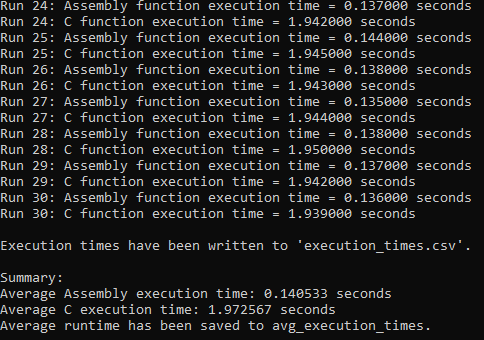 Run 24: Assembly function execution time = 0.137000 seconds
Run 24: C function execution time = 1.942000 seconds
Run 25: Assembly function execution time = 0.144000 seconds
Run 25: C function execution time = 1.945000 seconds
Run 26: Assembly function execution time = 0.138000 seconds
Run 26: C function execution time = 1.943000 seconds
Run 27: Assembly function execution time = 0.135000 seconds
Run 27: C function execution time = 1.944000 seconds
Run 28: Assembly function execution time = 0.138000 seconds
Run 28: C function execution time = 1.950000 seconds
Run 29: Assembly function execution time = 0.137000 seconds
Run 29: C function execution time = 1.942000 seconds
Run 30: Assembly function execution time = 0.136000 seconds
Run 30: C function execution time = 1.939000 seconds
Execution times have been written to 'execution_times.csv'.
Summary:
Average Assembly execution time: 0.140533 seconds
Average C execution time: 1.972567 seconds
Average runtime has been saved to avg_execution_times.